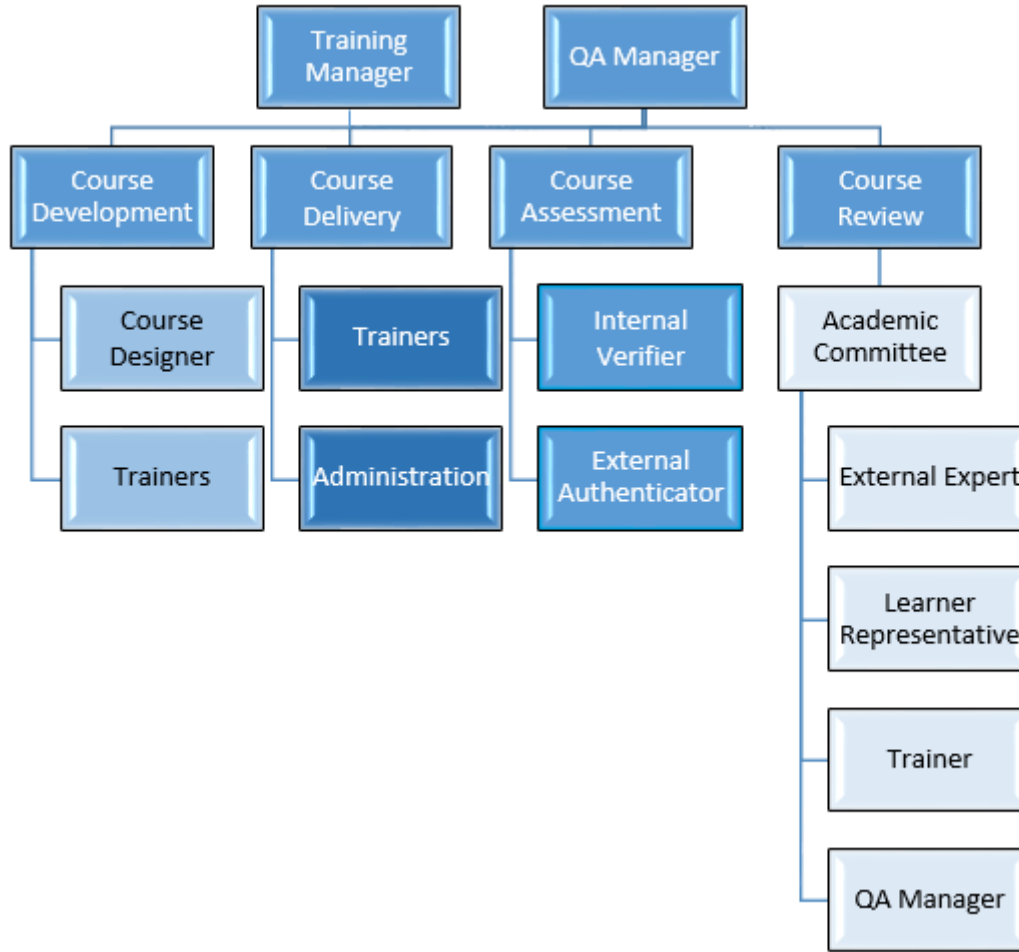 Training
Manager
QA Manager
Course
Development
Course
Delivery
Course
Assessment
Course
Review
Course
Designer
Trainers
Internal
Verifier
Academic
Committee
Trainers
Administration
External
Authenticator
External Expert
Learner
Representative
Trainer
QA Manager